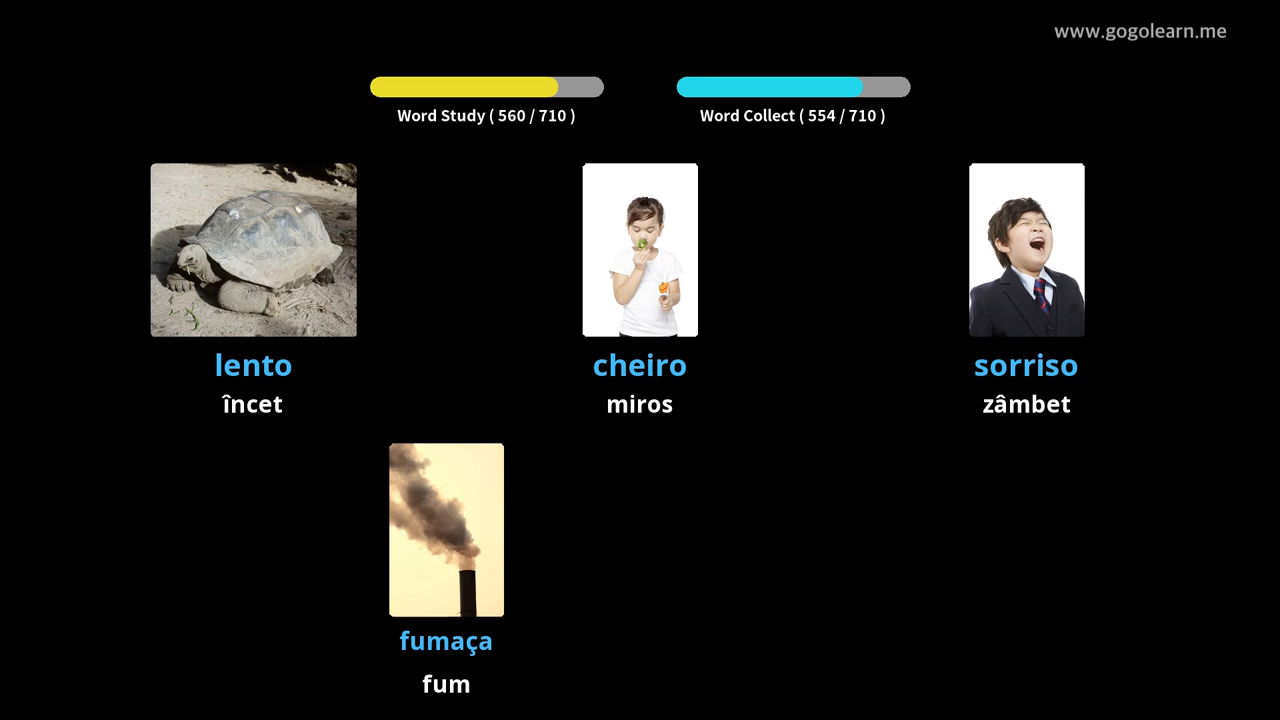 www.gogolearn.me
Word Study ( 560 / 710 )
Word Collect ( 554 / 710 )
lento
încet
cheiro
miros
sorriso
zâmbet
fumaça
fum